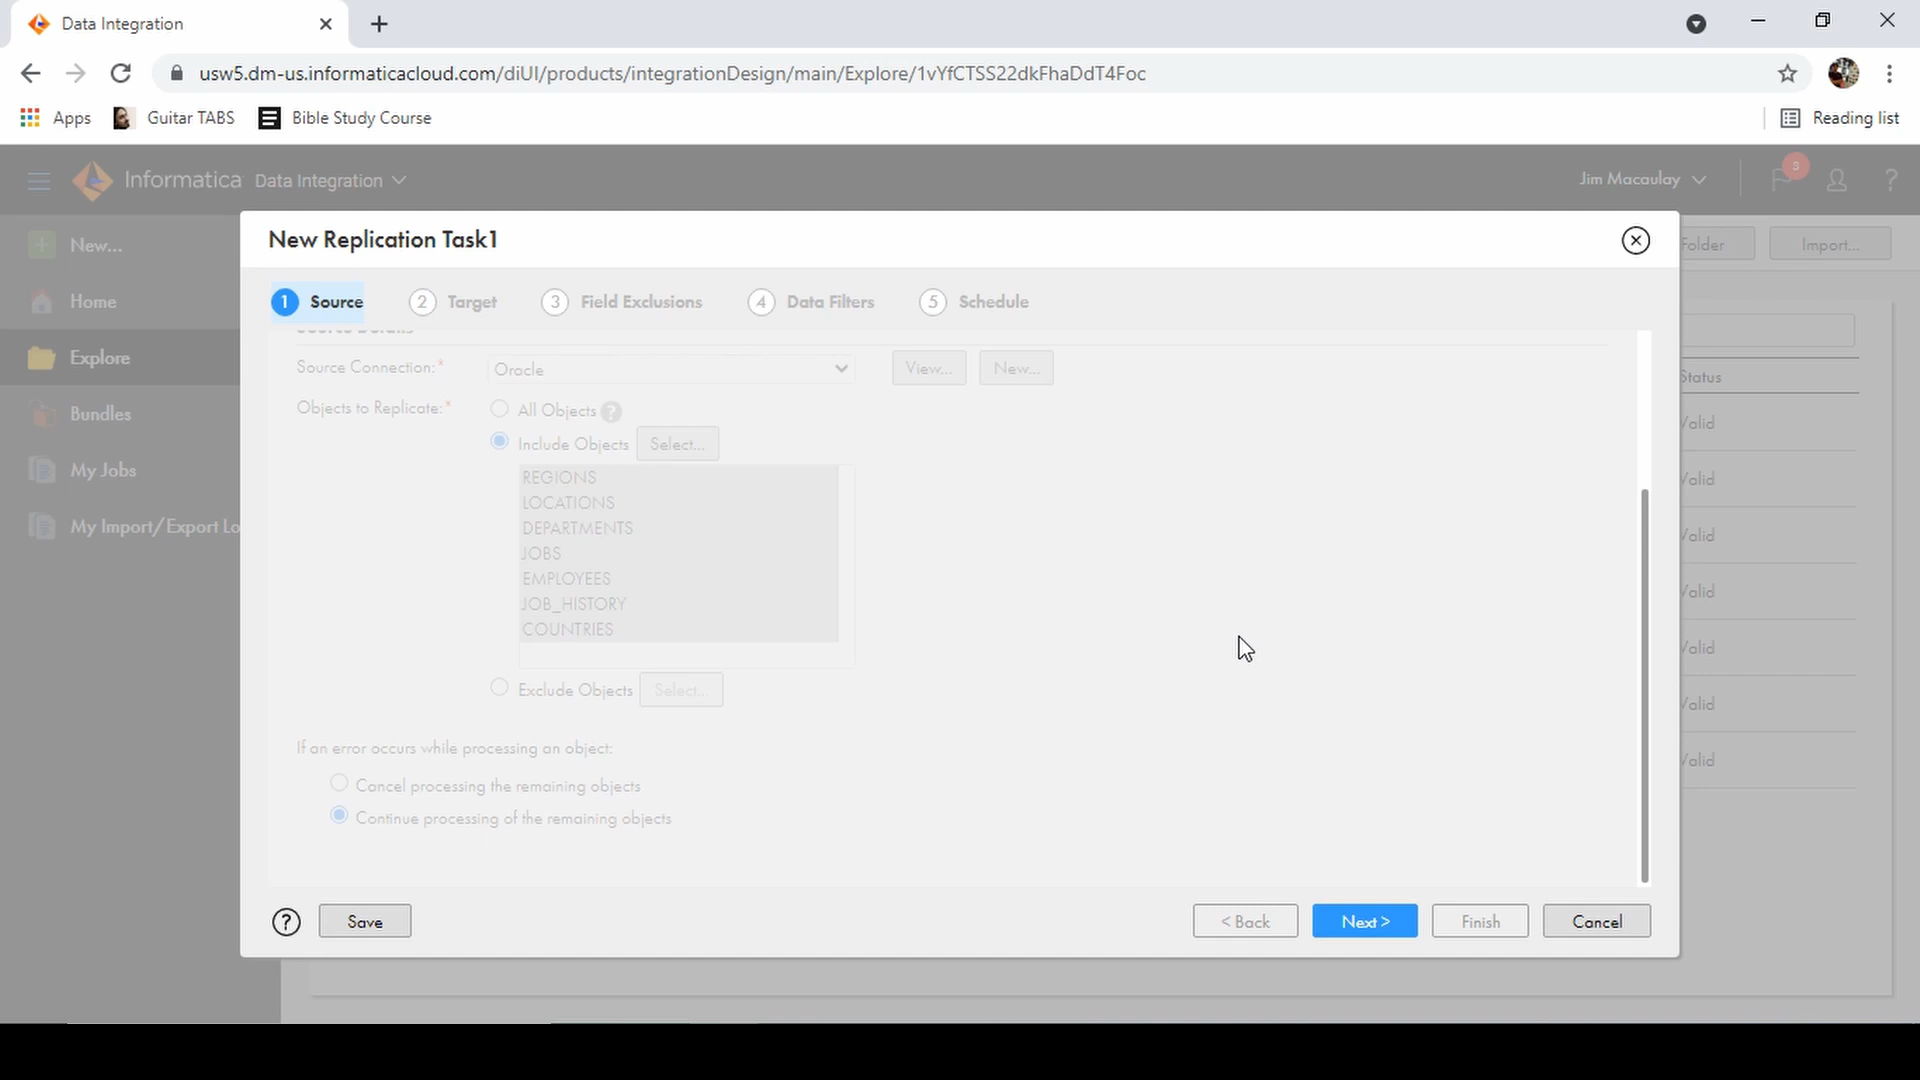 Data Integration
usw5.dm-us.informaticacloud.com/diUI/products/integrationDesign/main/Explore/1vYfCTSS22dkFhaDdT4Foc
Apps Guitar TABS Bible Study Course Reading list
Informatica Data Integration Jim Macaulay 3 ?
New... Folder Import...
New Replication Task1
1 Source 2 Target 3 Field Exclusions 4 Data Filters 5 Schedule
Home
Explore
Bundles
My Jobs
My Import/Export Lo
Source Details
Source Connection:* Oracle View... New...
Objects to Replicate:* All Objects ?
Include Objects Select...
REGIONS
LOCATIONS
DEPARTMENTS
JOBS
EMPLOYEES
JOB_HISTORY
COUNTRIES
Exclude Objects Select...
If an error occurs while processing an object:
Cancel processing the remaining objects
Continue processing of the remaining objects
Status
Valid
Valid
Valid
Valid
Valid
Valid
Valid
? Save < Back Next > Finish Cancel